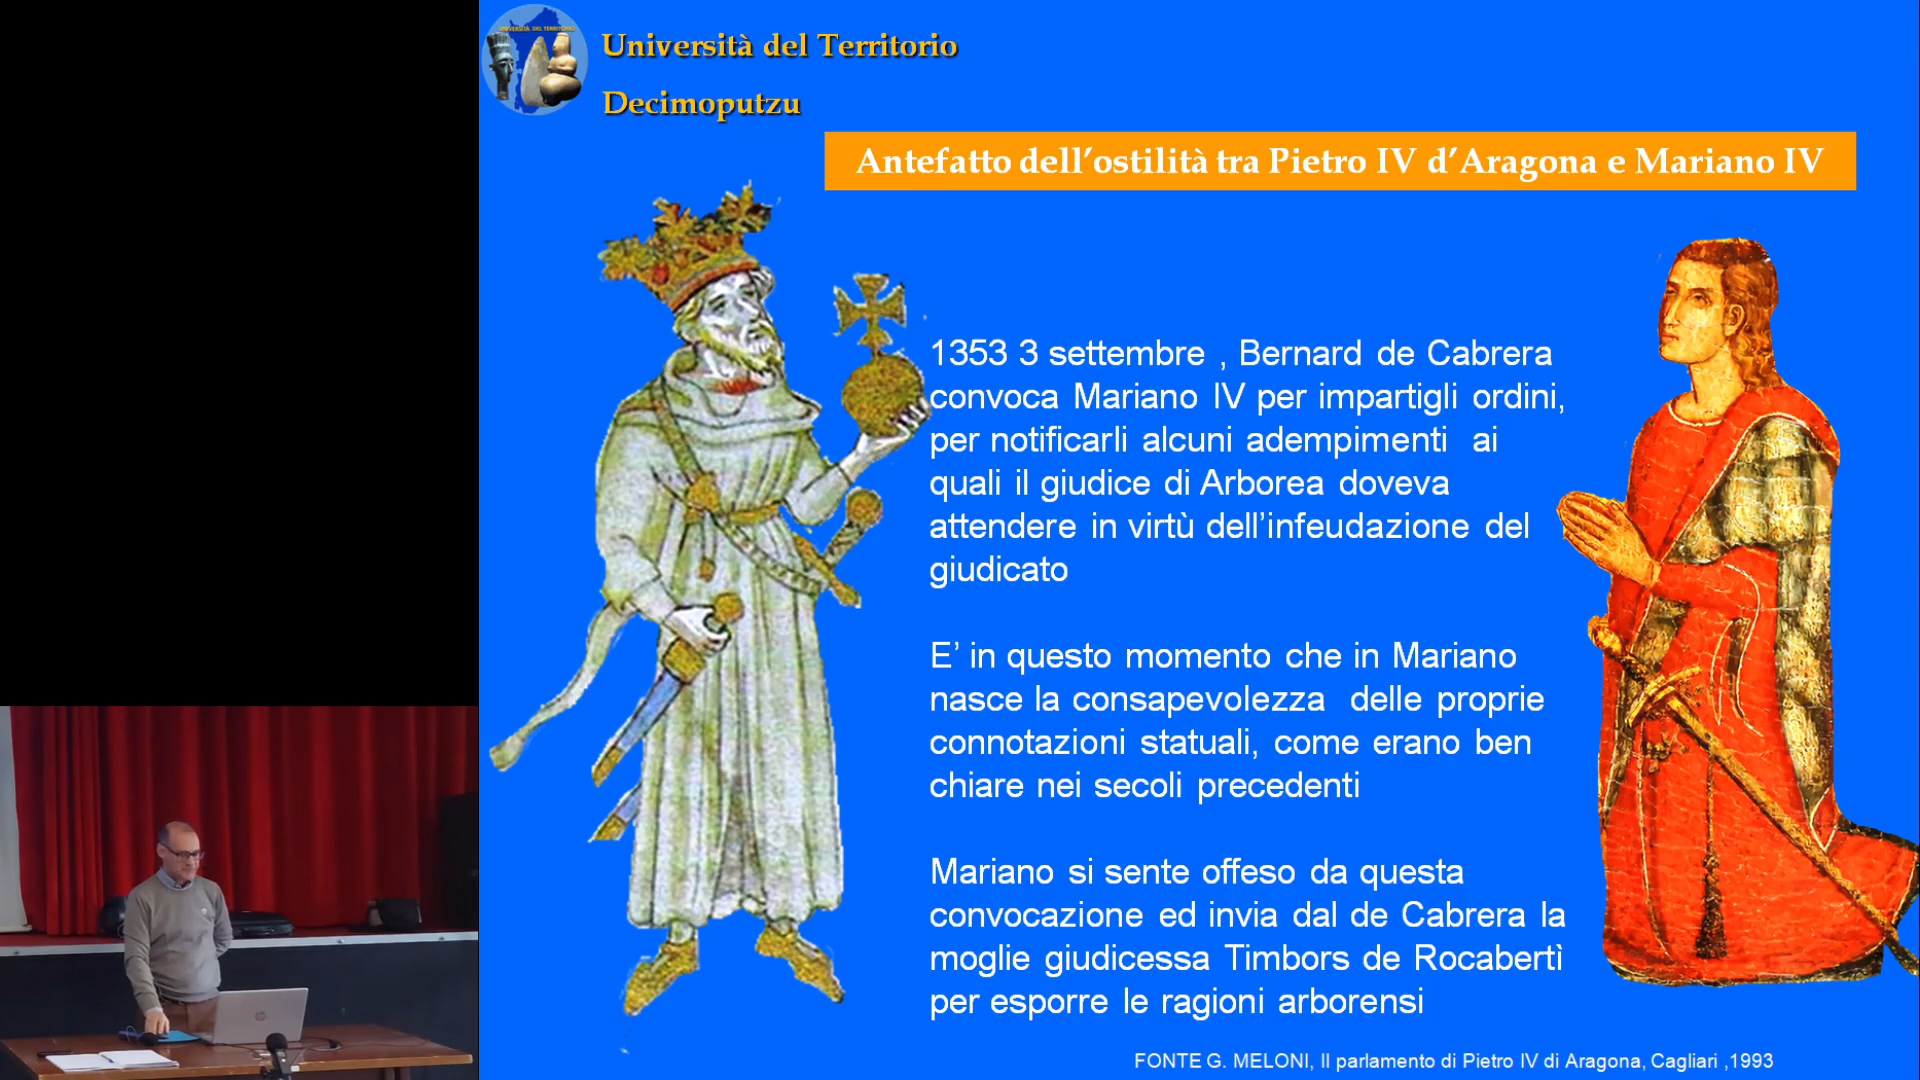 UNIVERSITÀ DEL TERRITORIO
Università del Territorio
Decimoputzu
Antefatto dell’ostilità tra Pietro IV d’Aragona e Mariano IV
1353 3 settembre , Bernard de Cabrera
convoca Mariano IV per impartigli ordini,
per notificarli alcuni adempimenti ai
quali il giudice di Arborea doveva
attendere in virtù dell’infeudazione del
giudicato
E’ in questo momento che in Mariano
nasce la consapevolezza delle proprie
connotazioni statuali, come erano ben
chiare nei secoli precedenti
Mariano si sente offeso da questa
convocazione ed invia dal de Cabrera la
moglie giudicessa Timbors de Rocabertì
per esporre le ragioni arborensi
FONTE G. MELONI, Il parlamento di Pietro IV di Aragona, Cagliari ,1993
hp